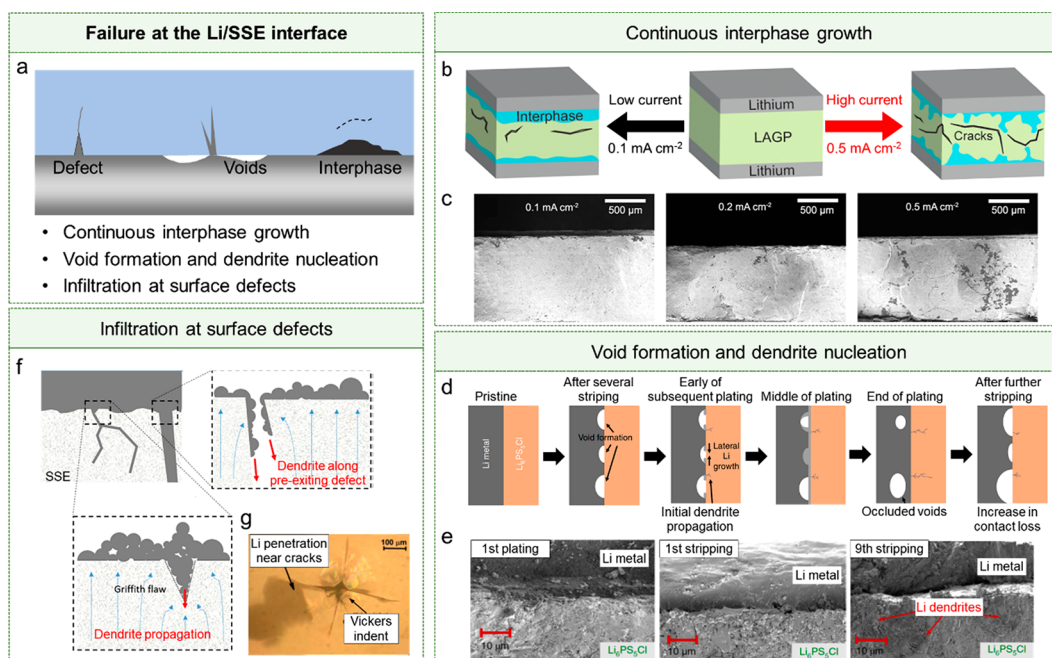 Failure at the Li/SSE interface
a
Defect
Voids
Interphase
• Continuous interphase growth
• Void formation and dendrite nucleation
• Infiltration at surface defects
Continuous interphase growth
b
Interphase
Low current
0.1 mA cm⁻²
Lithium
LAGP
Lithium
High current
0.5 mA cm⁻²
Cracks
c
0.1 mA cm⁻²
500 µm
0.2 mA cm⁻²
500 µm
0.5 mA cm⁻²
500 µm
Infiltration at surface defects
f
SSE
Dendrite along
pre-exiting defect
Griffith flaw
Dendrite propagation
g
100 µm
Li penetration
near cracks
Vickers
indent
Void formation and dendrite nucleation
d
Pristine
Li metal
Li₆PS₅Cl
After several
striping
Void formation
Early of
subsequent plating
Lateral
Li
growth
Initial dendrite
propagation
Middle of plating
End of plating
Occluded voids
After further
stripping
Increase in
contact loss
e
1st plating
Li metal
10 µm
1st stripping
Li metal
10 µm
Li₆PS₅Cl
9th stripping
Li metal
Li dendrites
10 µm
Li₆PS₅Cl